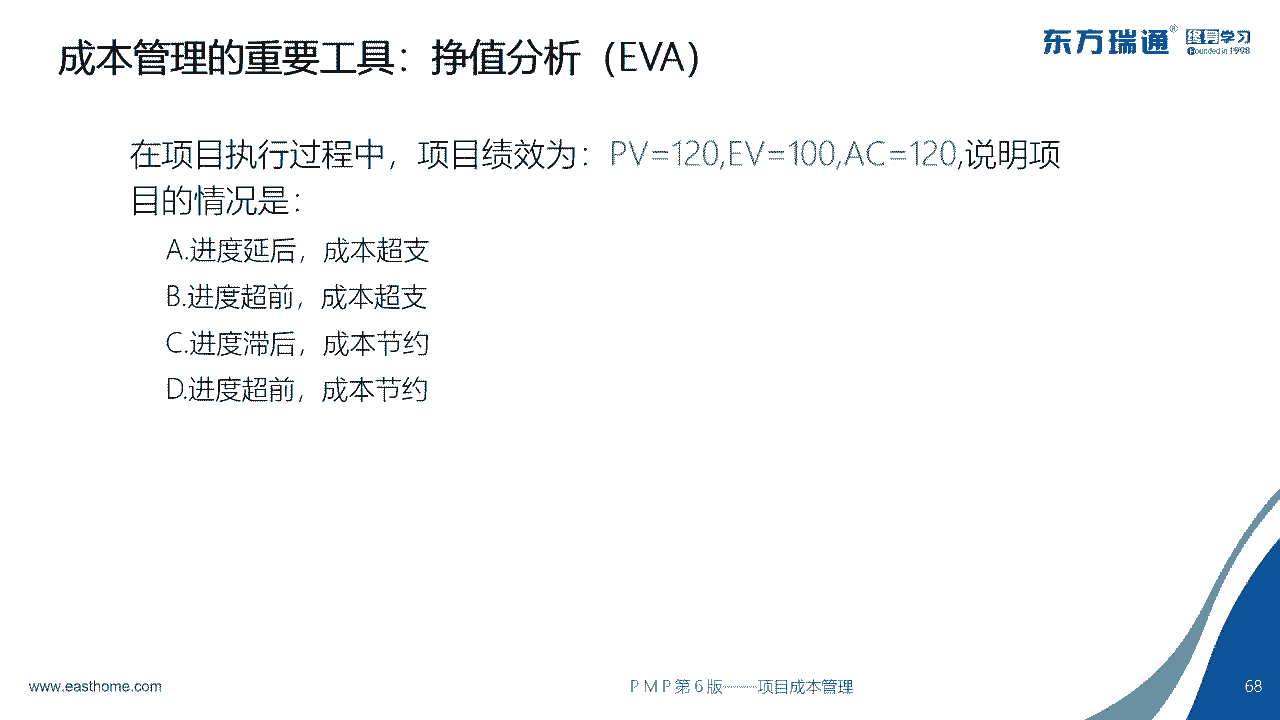 成本管理的重要工具：挣值分析（EVA）
东方瑞通® 终身学习
Founded in 1998
在项目执行过程中，项目绩效为：PV=120,EV=100,AC=120,说明项
目的情况是：
A.进度延后，成本超支
B.进度超前，成本超支
C.进度滞后，成本节约
D.进度超前，成本节约
www.easthome.com
PMP第6版———项目成本管理
68